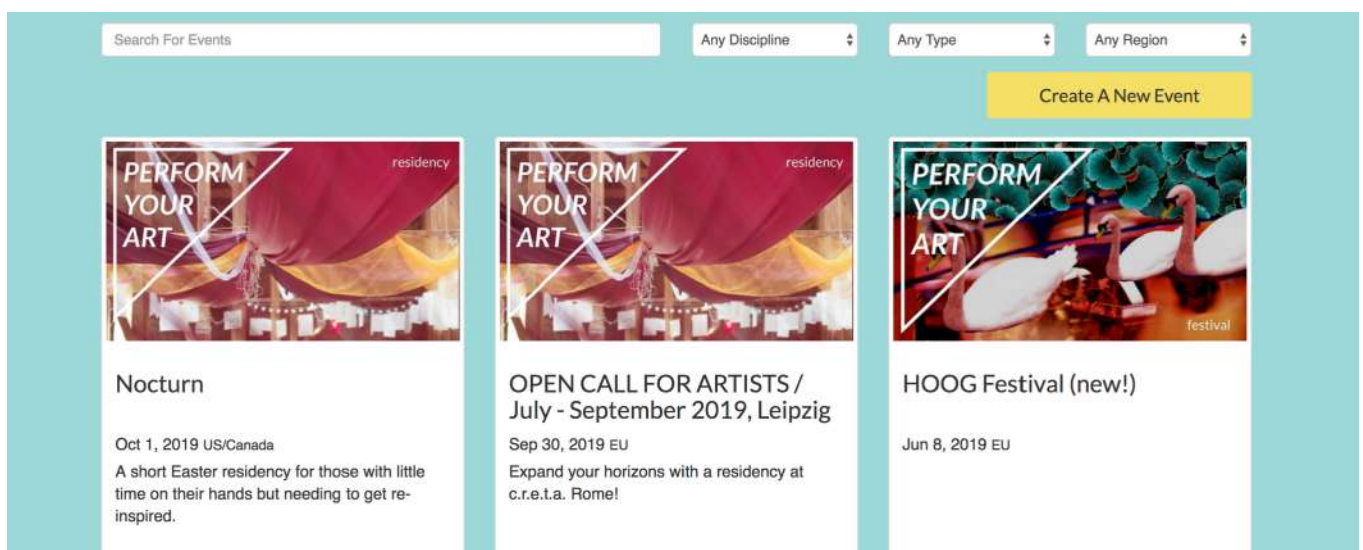 Search For Events
Any Discipline
Any Type
Any Region
Create A New Event
PERFORM
YOUR
ART
residency
Nocturn
Oct 1, 2019 US/Canada
A short Easter residency for those with little
time on their hands but needing to get re-
inspired.
PERFORM
YOUR
ART
residency
OPEN CALL FOR ARTISTS /
July - September 2019, Leipzig
Sep 30, 2019 EU
Expand your horizons with a residency at
c.r.e.t.a. Rome!
PERFORM
YOUR
ART
festival
HOOG Festival (new!)
Jun 8, 2019 EU